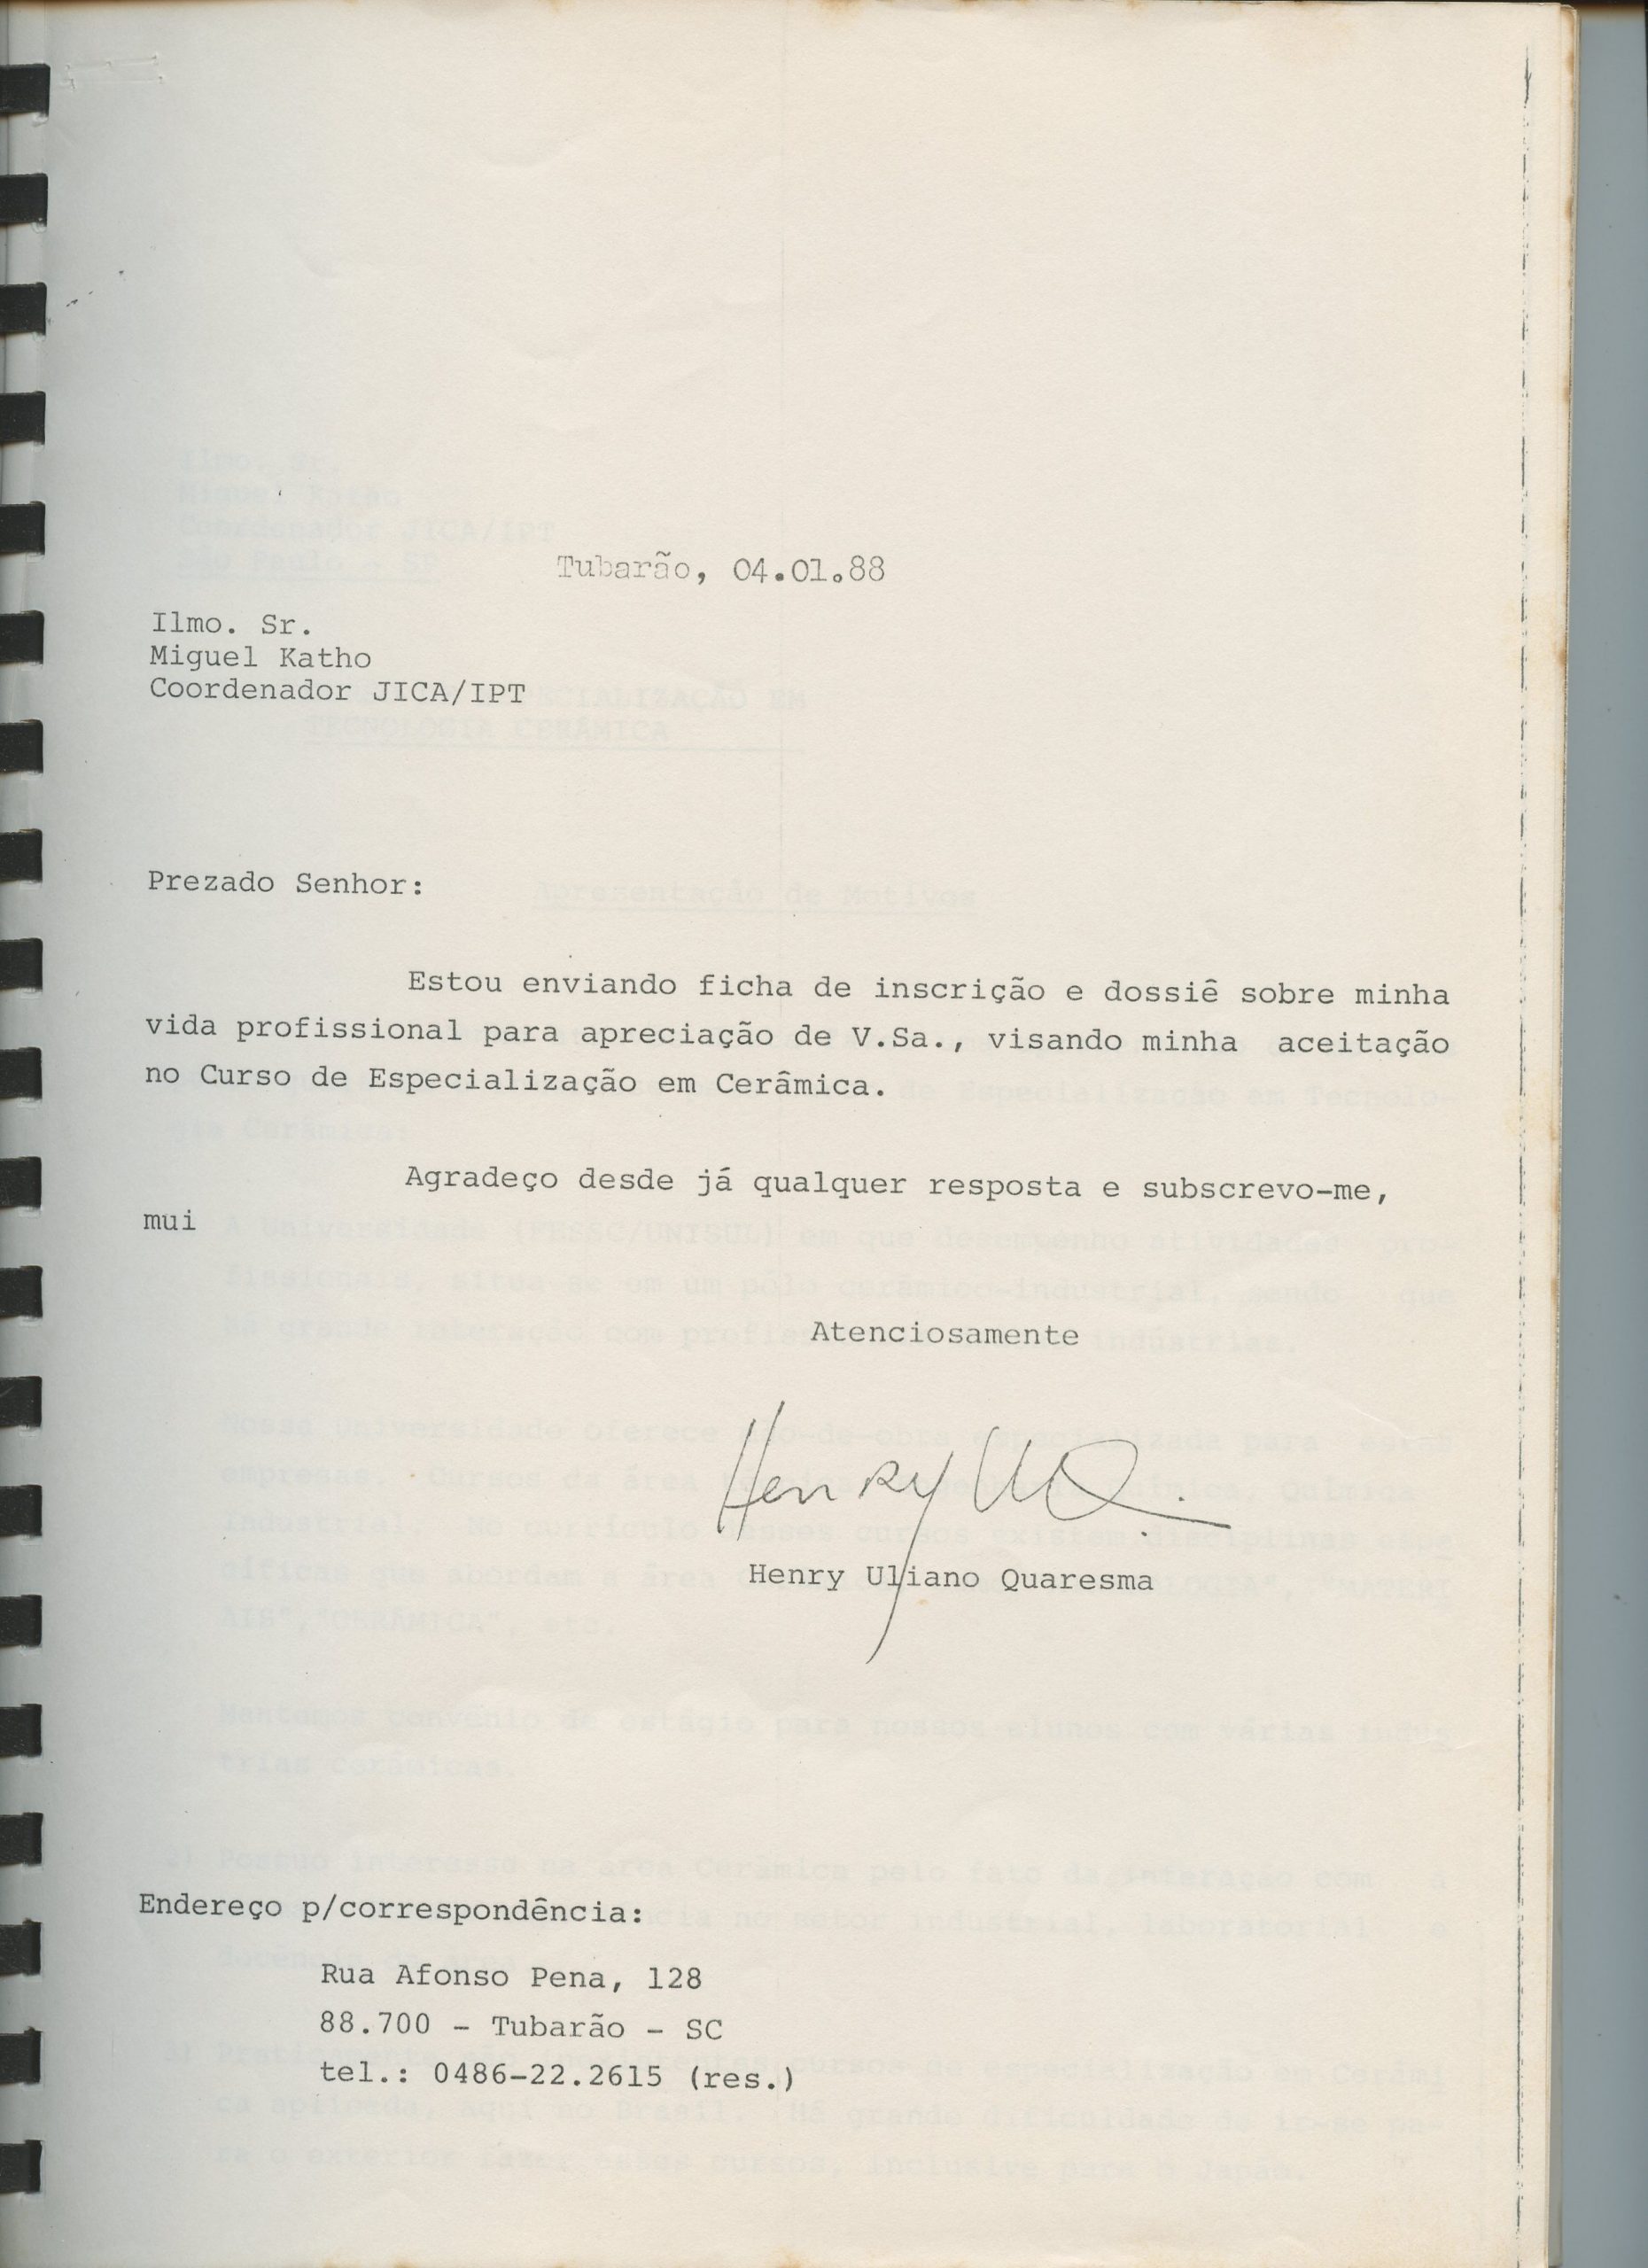 Tubarão, 04.01.88
Ilmo. Sr.
Miguel Katho
Coordenador JICA/IPT
Prezado Senhor:
Estou enviando ficha de inscrição e dossiê sobre minha
vida profissional para apreciação de V.Sa., visando minha aceitação
no Curso de Especialização em Cerâmica.
Agradeço desde já qualquer resposta e subscrevo-me,
mui
Atenciosamente
Henry UQ.
Henry Uliano Quaresma
Endereço p/correspondência:
Rua Afonso Pena, 128
88.700 - Tubarão - SC
tel.: 0486-22.2615 (res.)